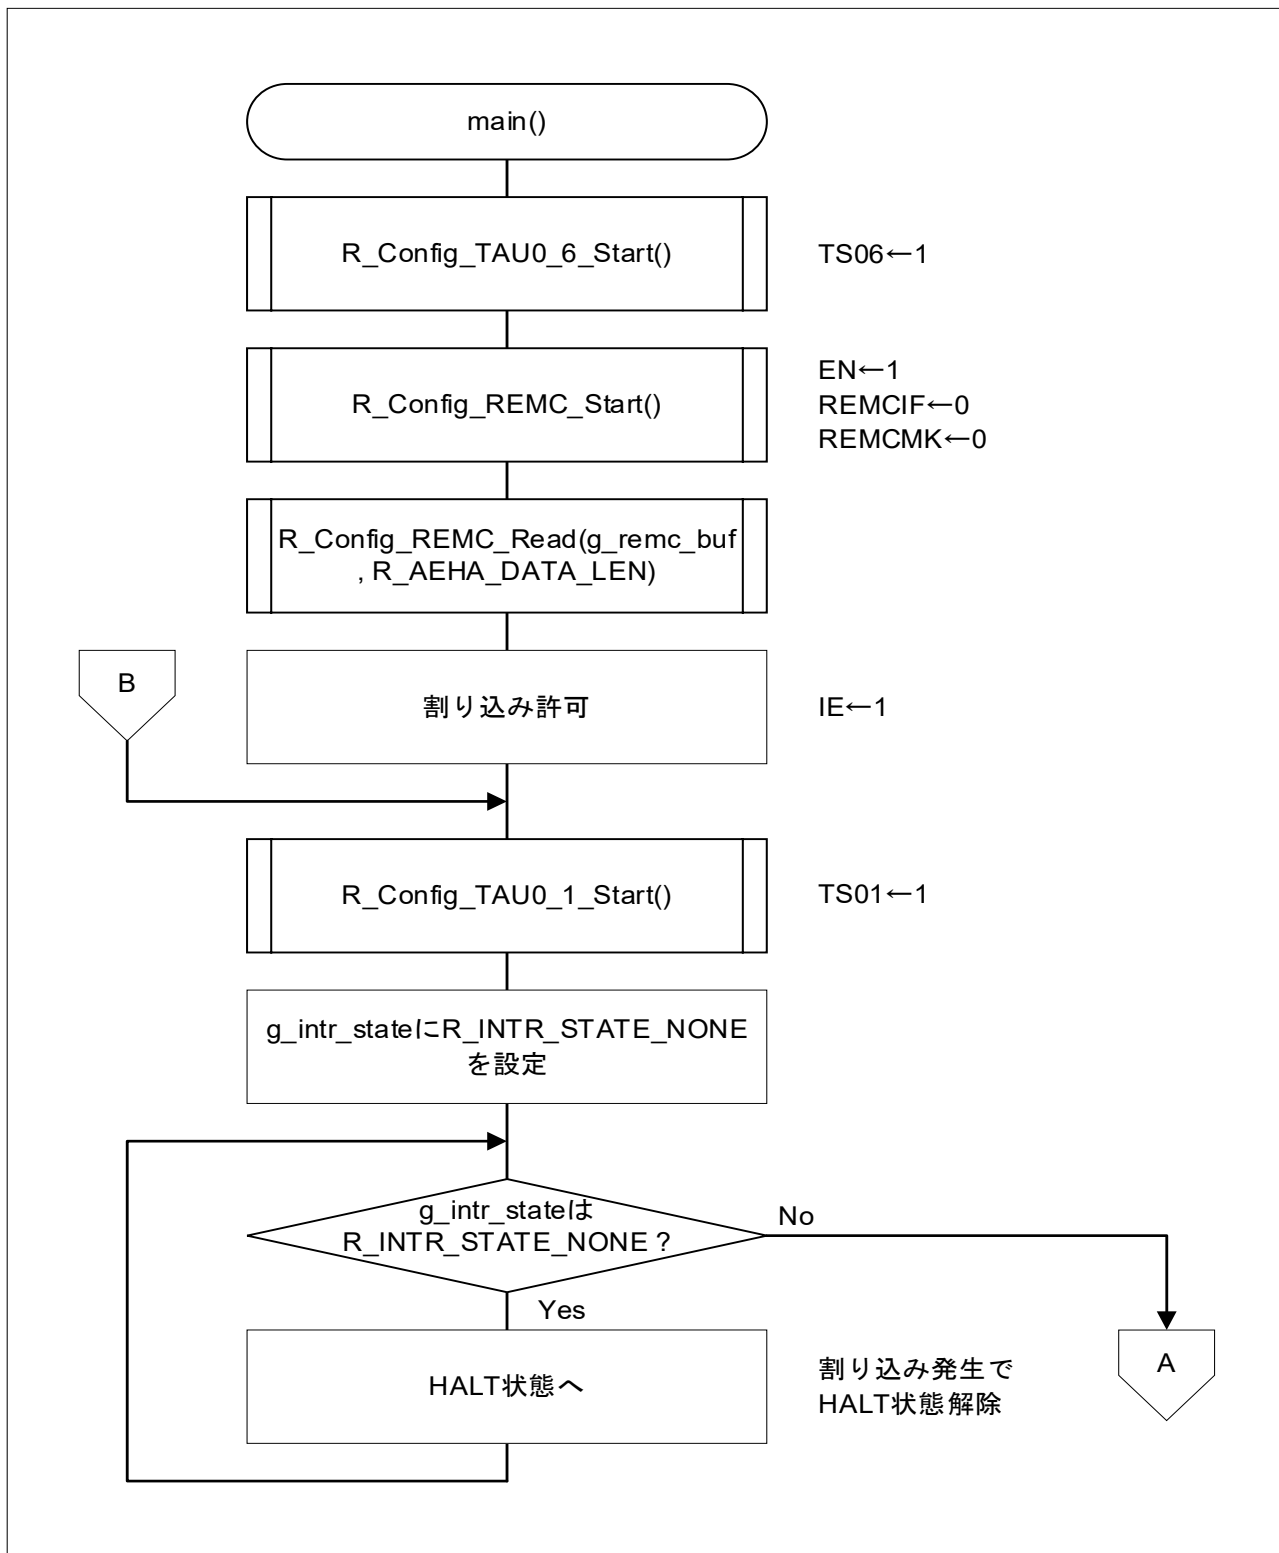 main()
R_Config_TAU0_6_Start()
TS06←1
R_Config_REMC_Start()
EN←1
REMCIF←0
REMCMK←0
R_Config_REMC_Read(g_remc_buf
, R_AEHA_DATA_LEN)
B
割り込み許可
IE←1
R_Config_TAU0_1_Start()
TS01←1
g_intr_stateにR_INTR_STATE_NONE
を設定
g_intr_stateは
R_INTR_STATE_NONE？
No
Yes
HALT状態へ
割り込み発生で
HALT状態解除
A